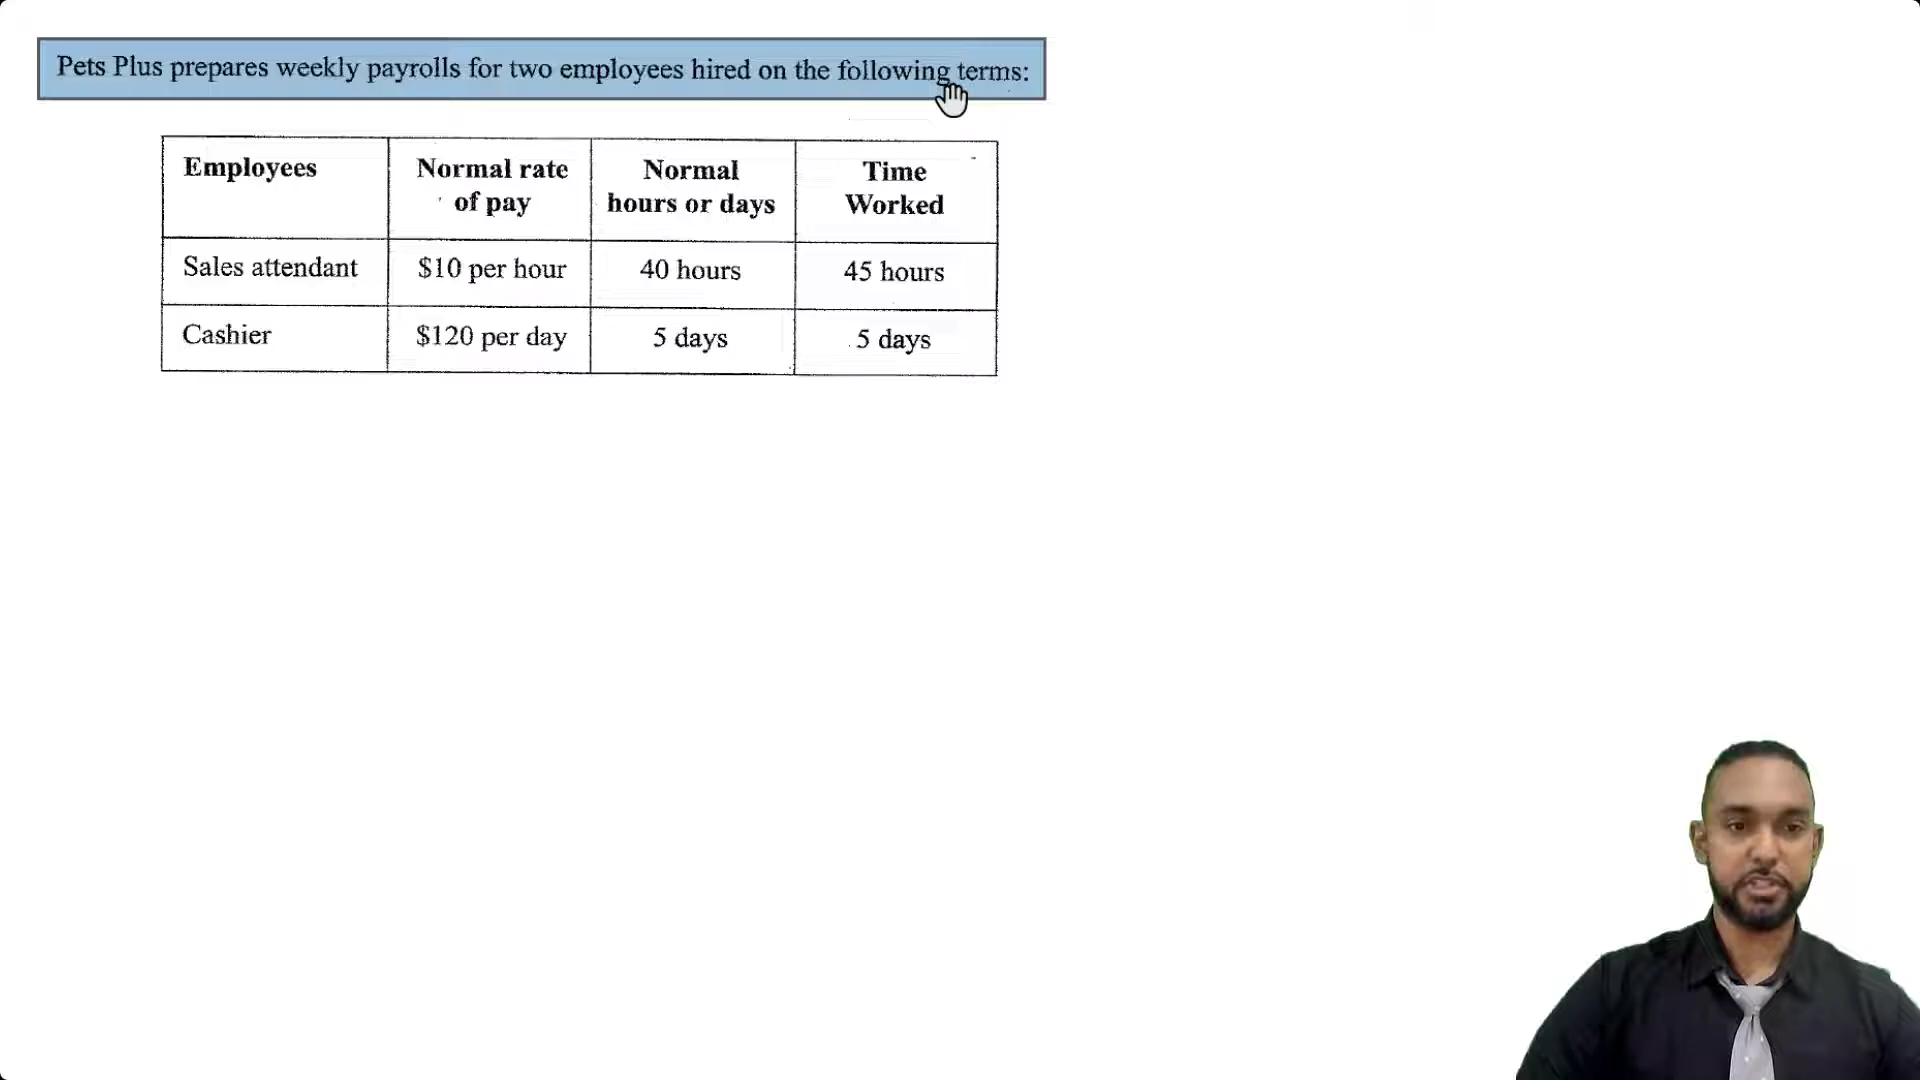 Pets Plus prepares weekly payrolls for two employees hired on the following terms:
Employees
Normal rate
of pay
Normal
hours or days
Time
Worked
Sales attendant
$10 per hour
40 hours
45 hours
Cashier
$120 per day
5 days
5 days